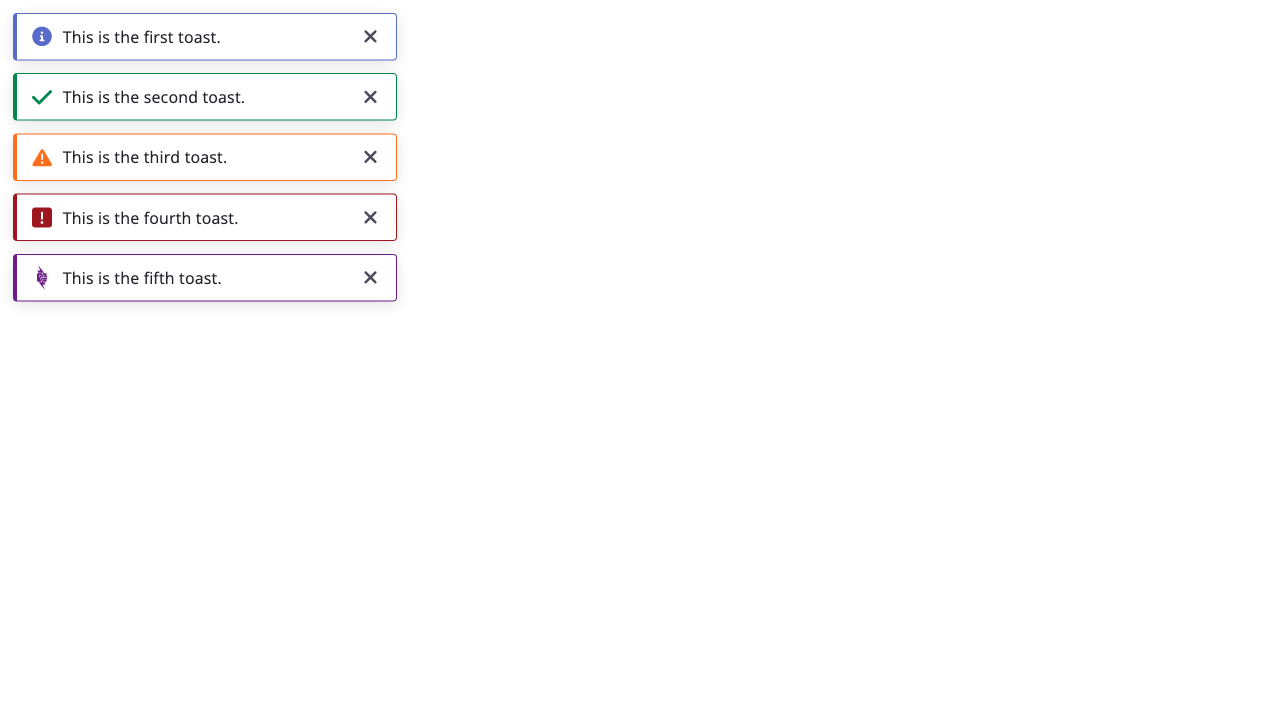 This is the first toast.
This is the second toast.
This is the third toast.
This is the fourth toast.
This is the fifth toast.